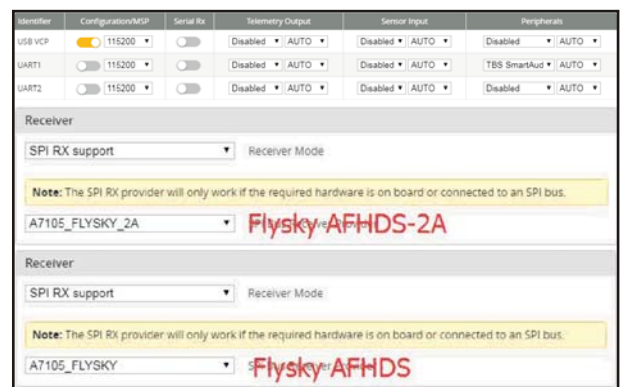 Identifier Configuration/MSP Serial Rx Telemetry Output Sensor Input Peripherals
USB VCP 115200 Disabled AUTO Disabled AUTO Disabled AUTO
UART1 115200 Disabled AUTO Disabled AUTO TBS SmartAud AUTO
UART2 115200 Disabled AUTO Disabled AUTO Disabled AUTO
Receiver
SPI RX support Receiver Mode
Note: The SPI RX provider will only work if the required hardware is on board or connected to an SPI bus.
A7105_FLYSKY_2A Flysky AFHDS-2A
Receiver
SPI RX support Receiver Mode
Note: The SPI RX provider will only work if the required hardware is on board or connected to an SPI bus.
A7105_FLYSKY Flysky AFHDS